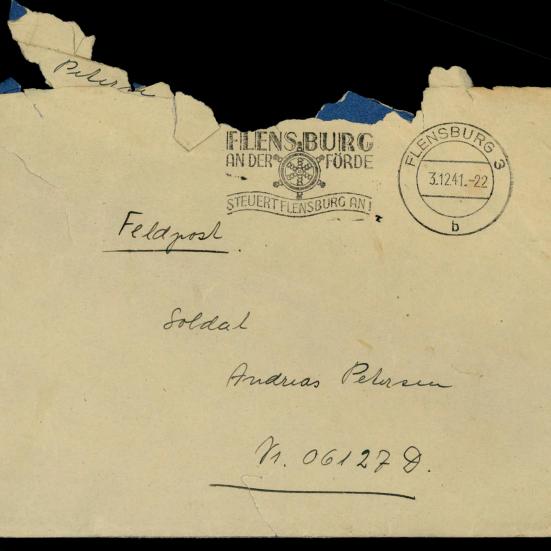 Petersen
FLENSBURG
AN DER FÖRDE
STEUERT FLENSBURG AN!
FLENSBURG 3
3.12.41.-22
b
Feldpost
Soldat
Andreas Petersen
Nr. 06127 D.